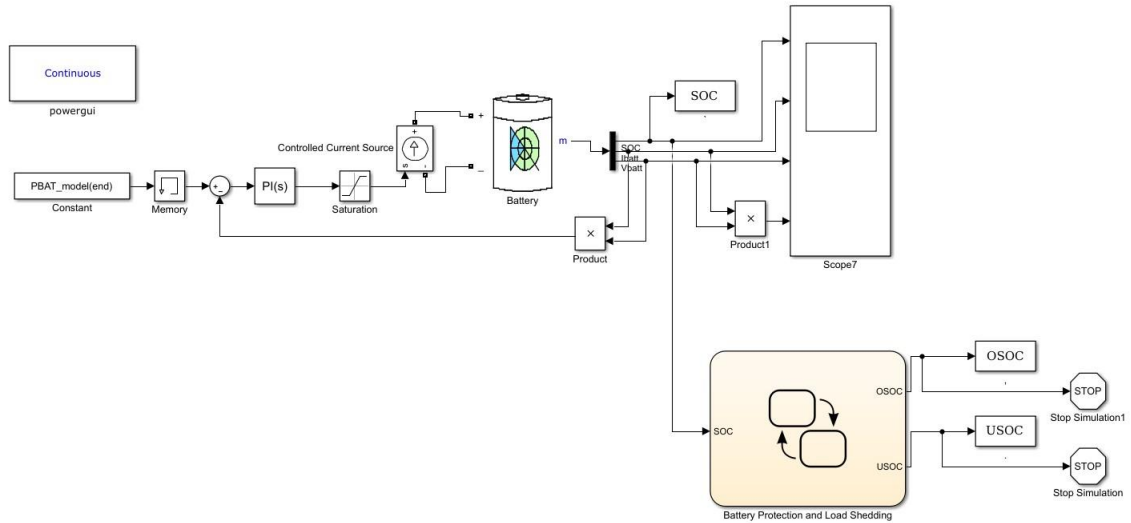 Continuous
powergui
PBAT_model(end)
Constant
Memory
+
-
PI(s)
Saturation
Controlled Current Source
+
s
-
+
_
Battery
m
SOC
Ibatt
Vbatt
SOC
×
Product
×
Product1
Scope7
SOC
OSOC
USOC
Battery Protection and Load Shedding
OSOC
STOP
Stop Simulation1
USOC
STOP
Stop Simulation